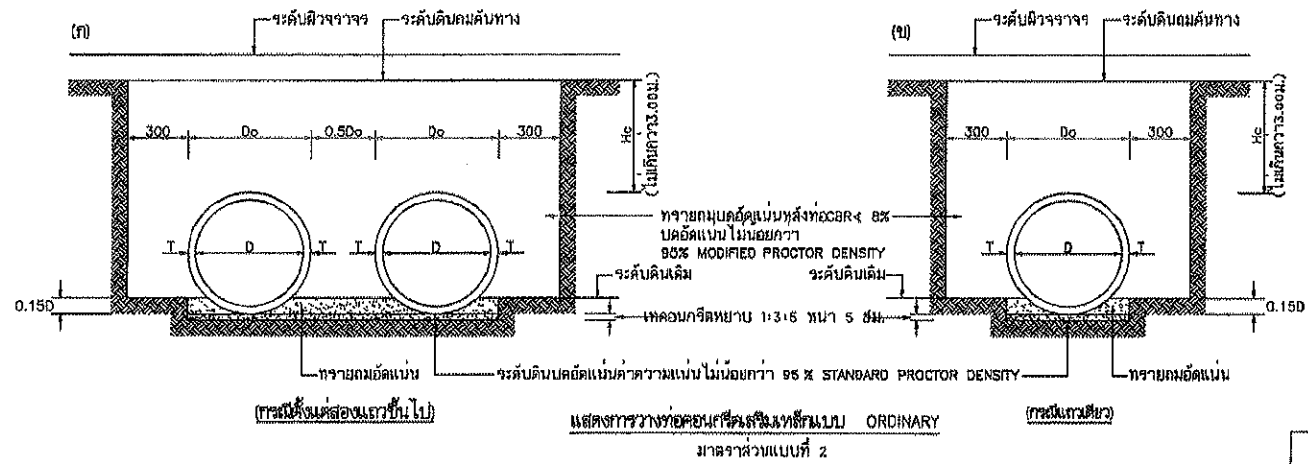 (ก)
ระดับผิวจราจร
ระดับดินถมคันทาง
(ข)
ระดับผิวจราจร
ระดับดินถมคันทาง
300
Do
0.5Do
Do
300
Hc
(ไม่เกินกว่า3.00ม.)
300
Do
300
Hc
(ไม่เกินกว่า3.00ม.)
T
D
T
T
D
T
T
D
T
ทรายถมบดอัดแน่นหลังท่อCBR≮ 8%
บดอัดแน่นไม่น้อยกว่า
95% MODIFIED PROCTOR DENSITY
ระดับดินเดิม
ระดับดินเดิม
0.15D
0.15D
เทคอนกรีตหยาบ 1:3:5 หนา 5 ซม.
ทรายถมอัดแน่น
ระดับดินบดอัดแน่นค่าความแน่นไม่น้อยกว่า 95 % STANDARD PROCTOR DENSITY
ทรายถมอัดแน่น
(กรณีตั้งแต่สองแถวขึ้นไป)
(กรณีแถวเดียว)
แสดงการวางท่อคอนกรีตเสริมเหล็กแบบ ORDINARY
มาตราส่วนแบบที่ 2